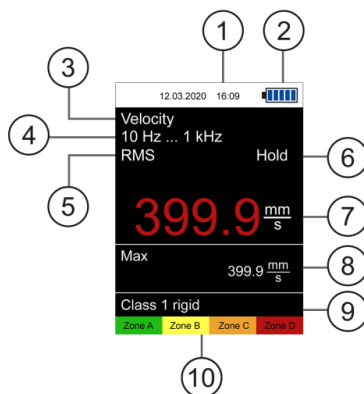 1
2
12.03.2020 16:09
3
Velocity
4
10 Hz ... 1 kHz
5
RMS
Hold
6
399.9 mm/s
7
Max
399.9 mm/s
8
Class 1 rigid
9
Zone A Zone B Zone C Zone D
10